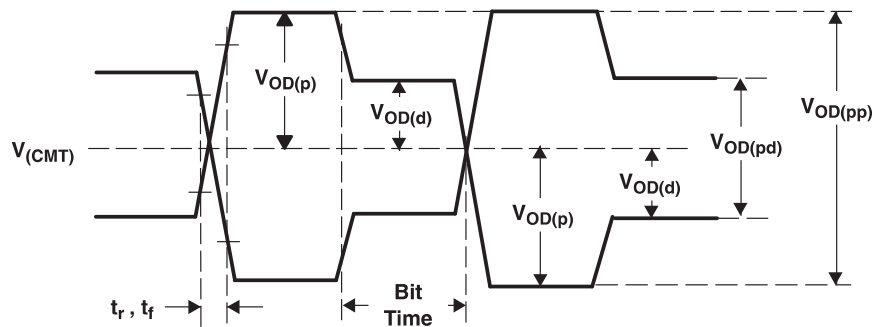 V(CMT)
VOD(p)
VOD(d)
VOD(pp)
VOD(pd)
VOD(d)
VOD(p)
tr , tf
Bit
Time